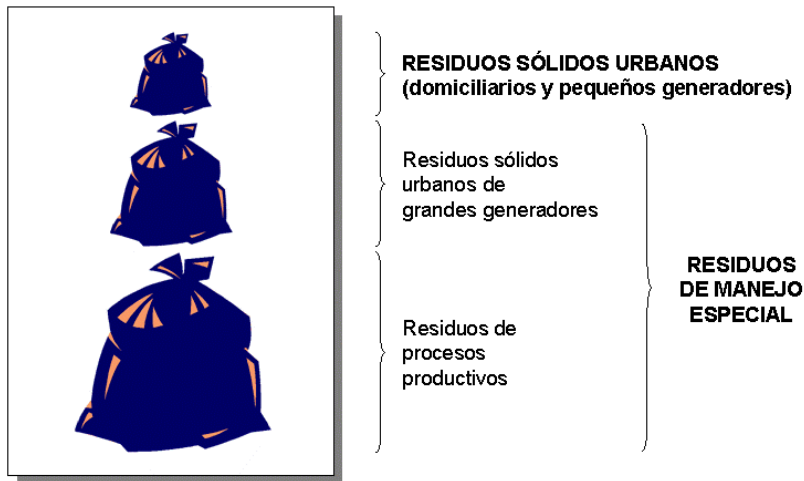 RESIDUOS SÓLIDOS URBANOS
(domiciliarios y pequeños generadores)
Residuos sólidos
urbanos de
grandes generadores
RESIDUOS
DE MANEJO
ESPECIAL
Residuos de
procesos
productivos